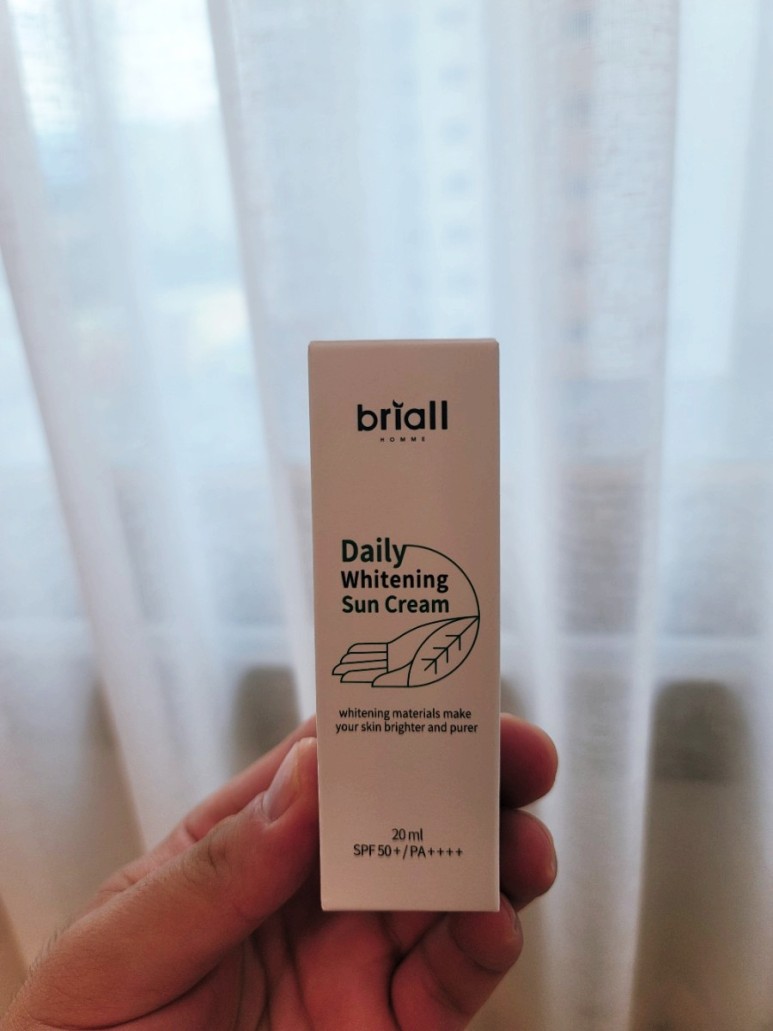 briall
HOMME
Daily
Whitening
Sun Cream
whitening materials make
your skin brighter and purer
20 ml
SPF 50+ / PA++++